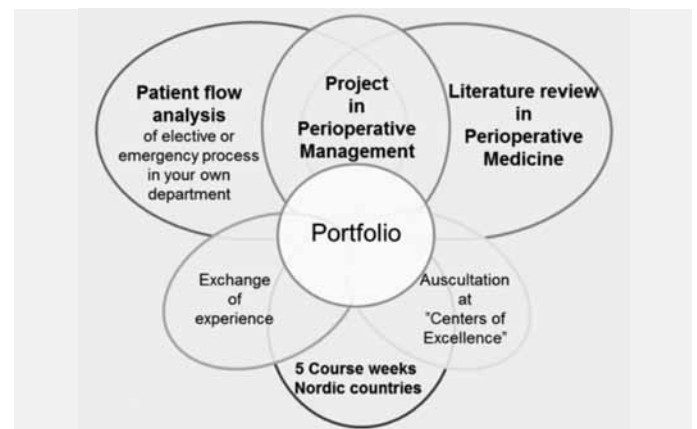 Patient flow
analysis
of elective or
emergency process
in your own
department
Project
in
Perioperative
Management
Literature review
in
Perioperative
Medicine
Portfolio
Exchange
of
experience
Auscultation
at
"Centers of
Excellence"
5 Course weeks
Nordic countries